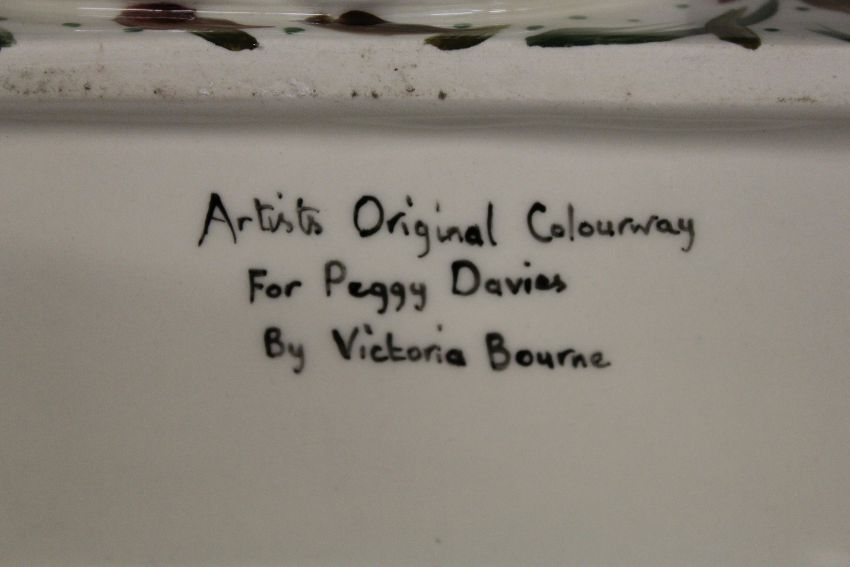 Artists Original Colourway
For Peggy Davies
By Victoria Bourne